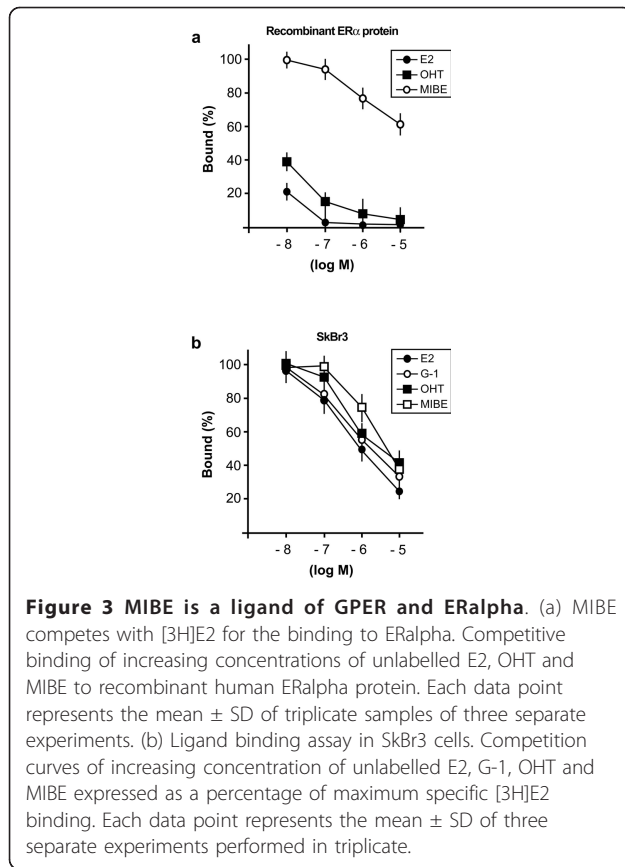 a
Recombinant ERα protein
E2
OHT
MIBE
Bound (%)
100
80
60
40
20
- 8 - 7 - 6 - 5
(log M)
b
SkBr3
E2
G-1
OHT
MIBE
Bound (%)
100
80
60
40
20
- 8 - 7 - 6 - 5
(log M)
Figure 3 MIBE is a ligand of GPER and ERalpha. (a) MIBE
competes with [3H]E2 for the binding to ERalpha. Competitive
binding of increasing concentrations of unlabelled E2, OHT and
MIBE to recombinant human ERalpha protein. Each data point
represents the mean ± SD of triplicate samples of three separate
experiments. (b) Ligand binding assay in SkBr3 cells. Competition
curves of increasing concentration of unlabelled E2, G-1, OHT and
MIBE expressed as a percentage of maximum specific [3H]E2
binding. Each data point represents the mean ± SD of three
separate experiments performed in triplicate.